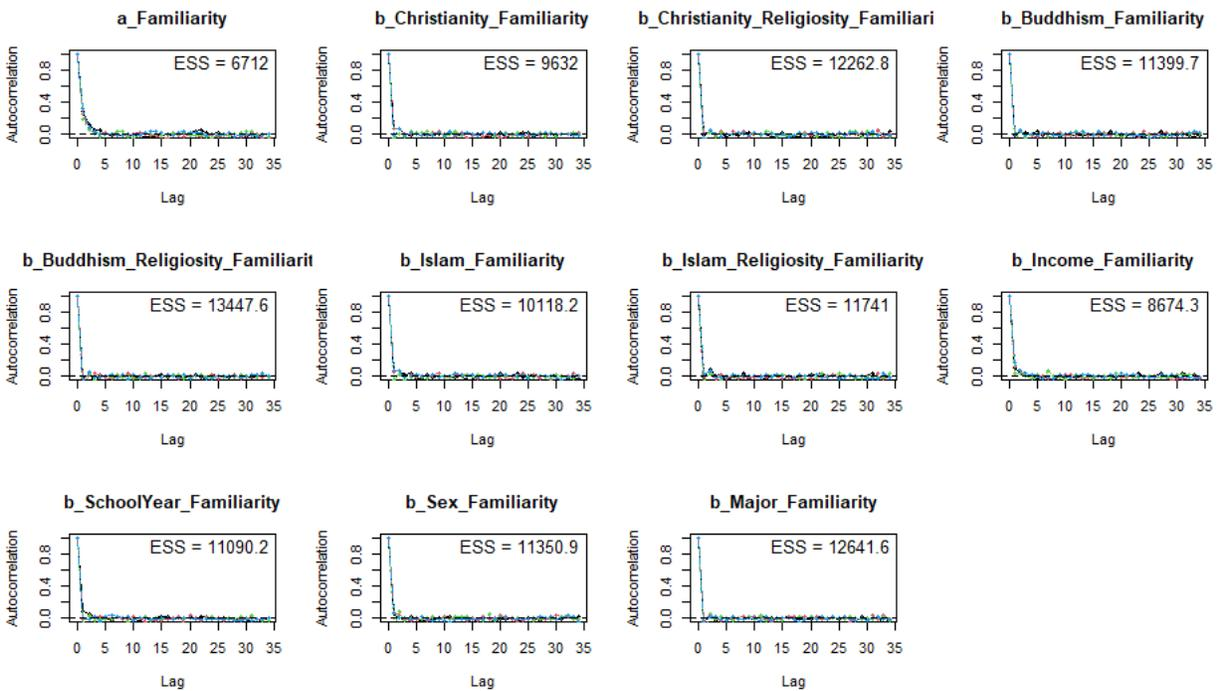 a_Familiarity
Autocorrelation
0.0 0.4 0.8
ESS = 6712
0 5 10 15 20 25 30 35
Lag
b_Christianity_Familiarity
Autocorrelation
0.0 0.4 0.8
ESS = 9632
0 5 10 15 20 25 30 35
Lag
b_Christianity_Religiosity_Familiari
Autocorrelation
0.0 0.4 0.8
ESS = 12262.8
0 5 10 15 20 25 30 35
Lag
b_Buddhism_Familiarity
Autocorrelation
0.0 0.4 0.8
ESS = 11399.7
0 5 10 15 20 25 30 35
Lag
b_Buddhism_Religiosity_Familiarit
Autocorrelation
0.0 0.4 0.8
ESS = 13447.6
0 5 10 15 20 25 30 35
Lag
b_Islam_Familiarity
Autocorrelation
0.0 0.4 0.8
ESS = 10118.2
0 5 10 15 20 25 30 35
Lag
b_Islam_Religiosity_Familiarity
Autocorrelation
0.0 0.4 0.8
ESS = 11741
0 5 10 15 20 25 30 35
Lag
b_Income_Familiarity
Autocorrelation
0.0 0.4 0.8
ESS = 8674.3
0 5 10 15 20 25 30 35
Lag
b_SchoolYear_Familiarity
Autocorrelation
0.0 0.4 0.8
ESS = 11090.2
0 5 10 15 20 25 30 35
Lag
b_Sex_Familiarity
Autocorrelation
0.0 0.4 0.8
ESS = 11350.9
0 5 10 15 20 25 30 35
Lag
b_Major_Familiarity
Autocorrelation
0.0 0.4 0.8
ESS = 12641.6
0 5 10 15 20 25 30 35
Lag